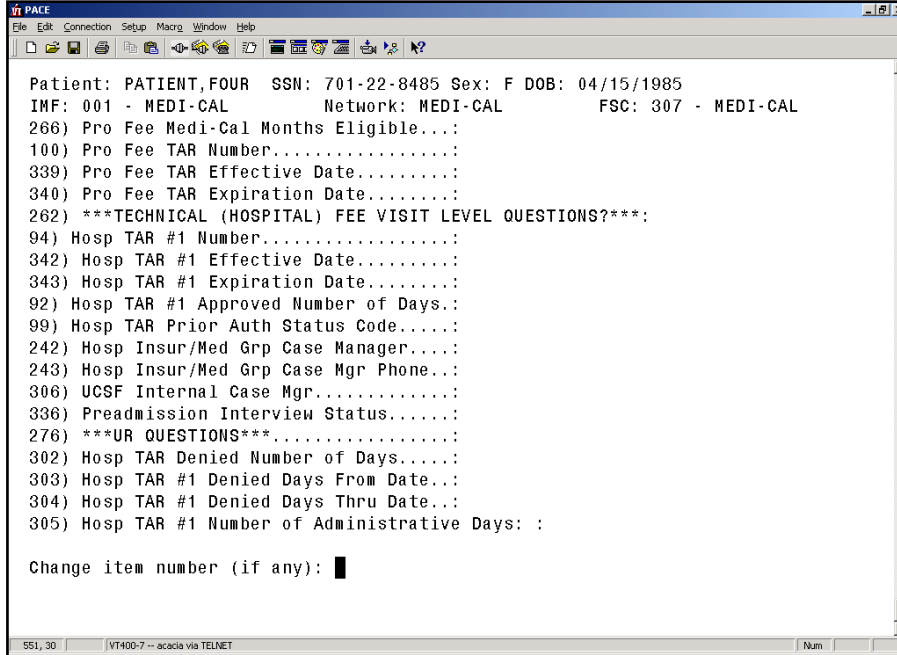 PACE
File Edit Connection Setup Macro Window Help
Patient: PATIENT,FOUR SSN: 701-22-8485 Sex: F DOB: 04/15/1985
IMF: 001 - MEDI-CAL Network: MEDI-CAL FSC: 307 - MEDI-CAL
266) Pro Fee Medi-Cal Months Eligible...:
100) Pro Fee TAR Number.................:
339) Pro Fee TAR Effective Date.........:
340) Pro Fee TAR Expiration Date........:
262) ***TECHNICAL (HOSPITAL) FEE VISIT LEVEL QUESTIONS?***:
94) Hosp TAR #1 Number..................:
342) Hosp TAR #1 Effective Date.........:
343) Hosp TAR #1 Expiration Date........:
92) Hosp TAR #1 Approved Number of Days.:
99) Hosp TAR Prior Auth Status Code.....:
242) Hosp Insur/Med Grp Case Manager....:
243) Hosp Insur/Med Grp Case Mgr Phone..:
306) UCSF Internal Case Mgr.............:
336) Preadmission Interview Status......:
276) ***UR QUESTIONS***.................:
302) Hosp TAR Denied Number of Days.....:
303) Hosp TAR #1 Denied Days From Date..:
304) Hosp TAR #1 Denied Days Thru Date..:
305) Hosp TAR #1 Number of Administrative Days: :
Change item number (if any):
551, 30 VT400-7 -- acacia via TELNET Num